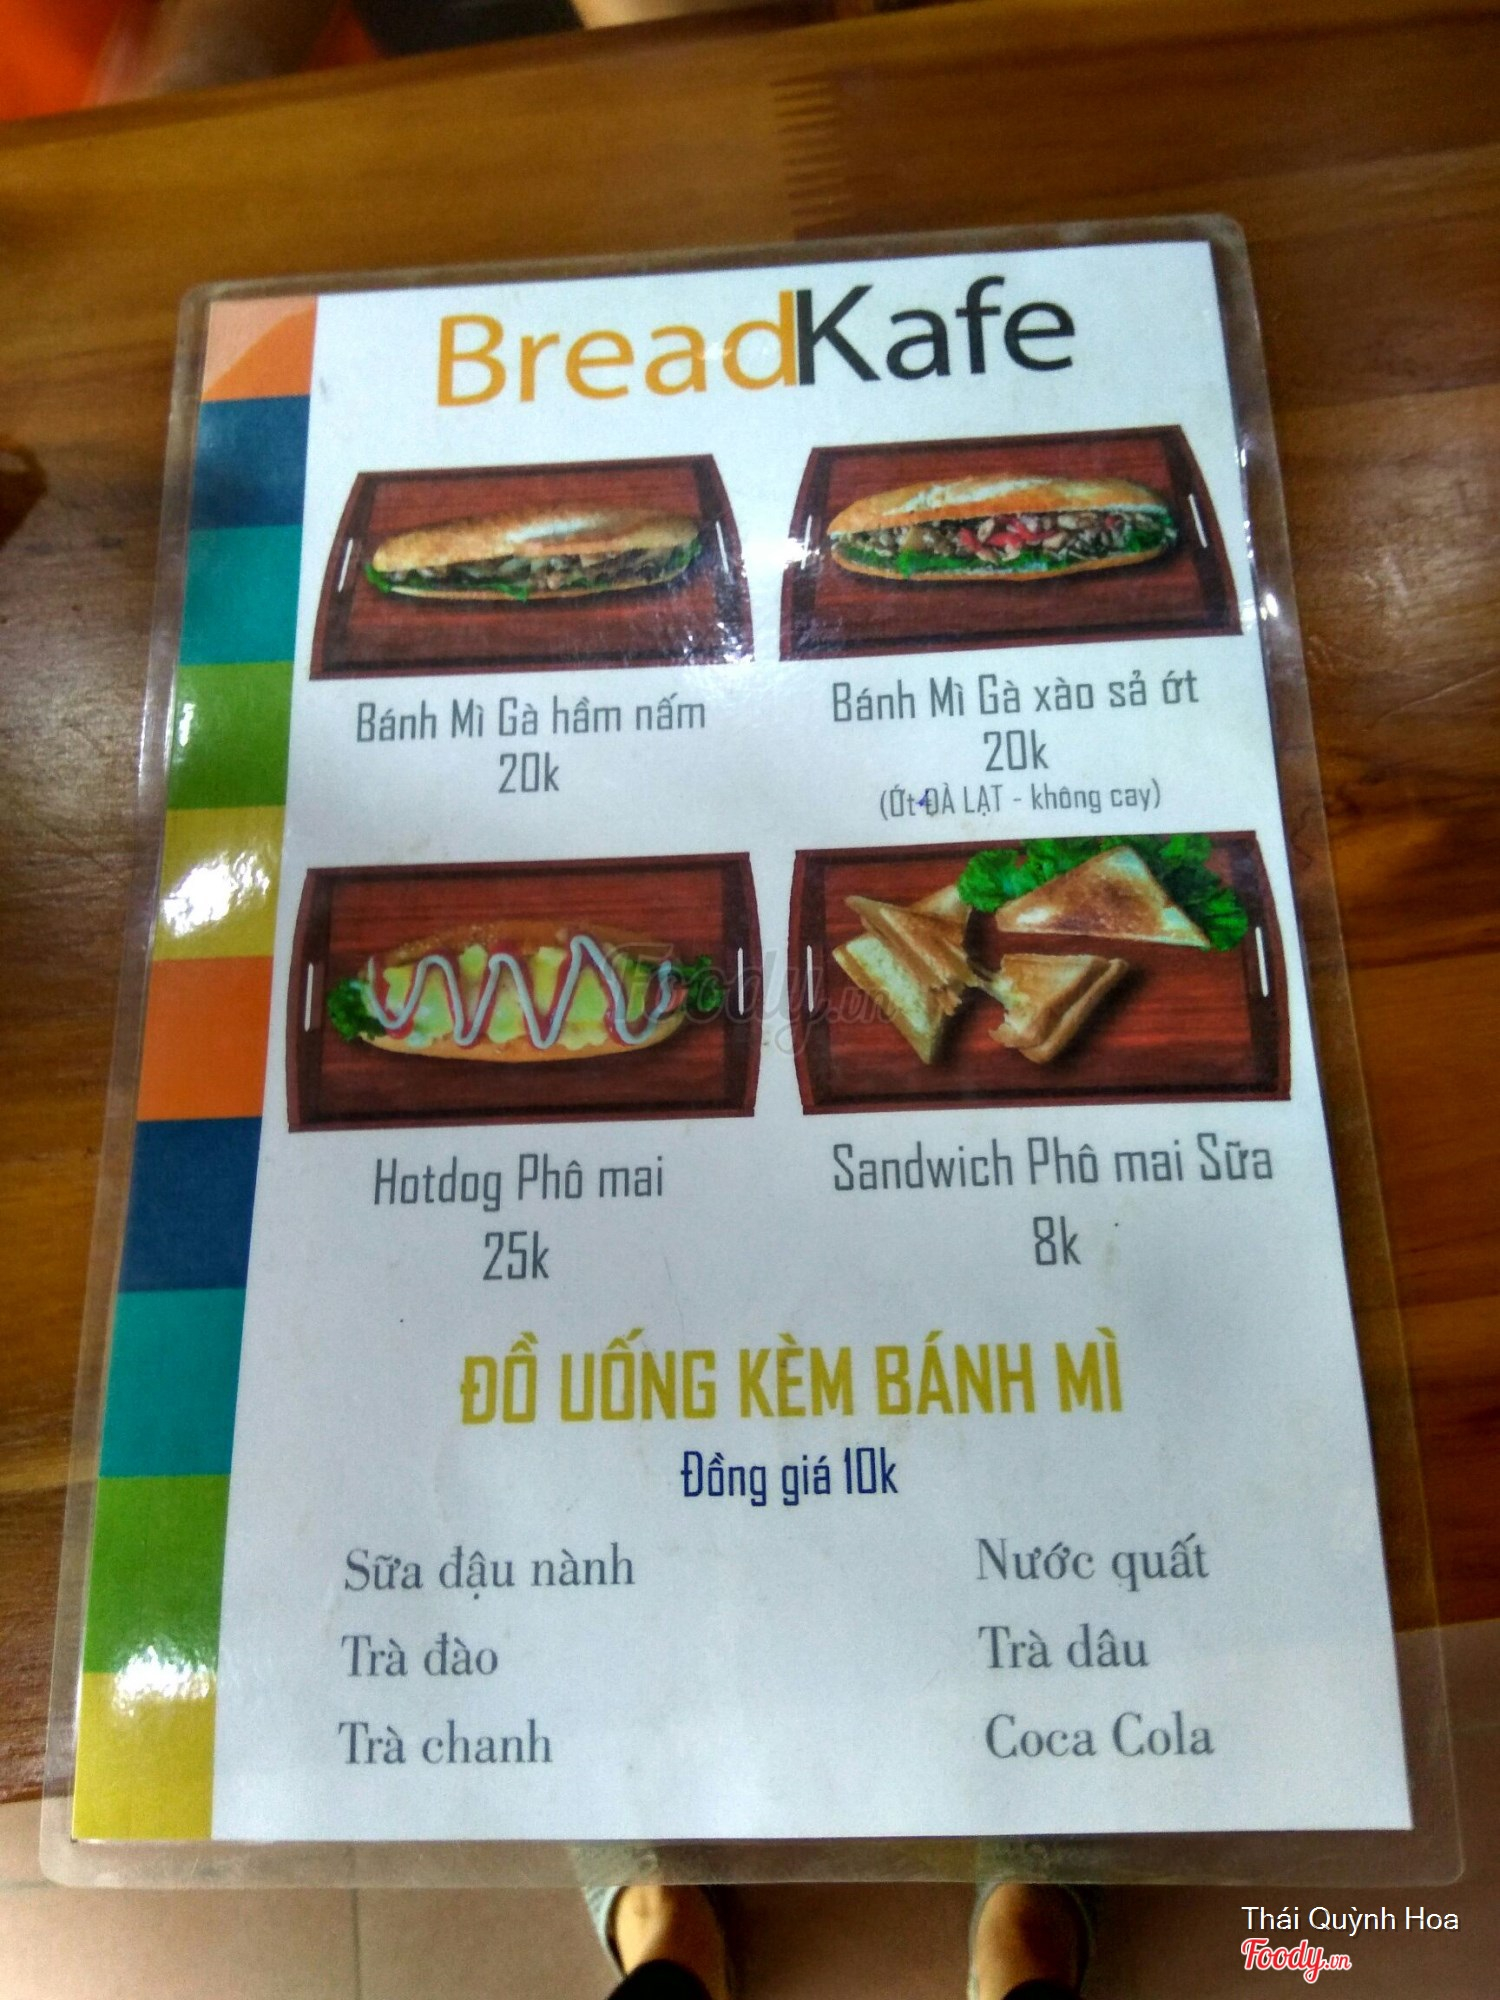 BreadKafe
Bánh Mì Gà hầm nấm
20k
Bánh Mì Gà xào sả ớt
20k
(Ớt ĐÀ LẠT - không cay)
Hotdog Phô mai
25k
Sandwich Phô mai Sữa
8k
ĐỒ UỐNG KÈM BÁNH MÌ
Đồng giá 10k
Sữa đậu nành
Nước quất
Trà đào
Trà dâu
Trà chanh
Coca Cola
Foody.vn
Thái Quỳnh Hoa
Foody.vn